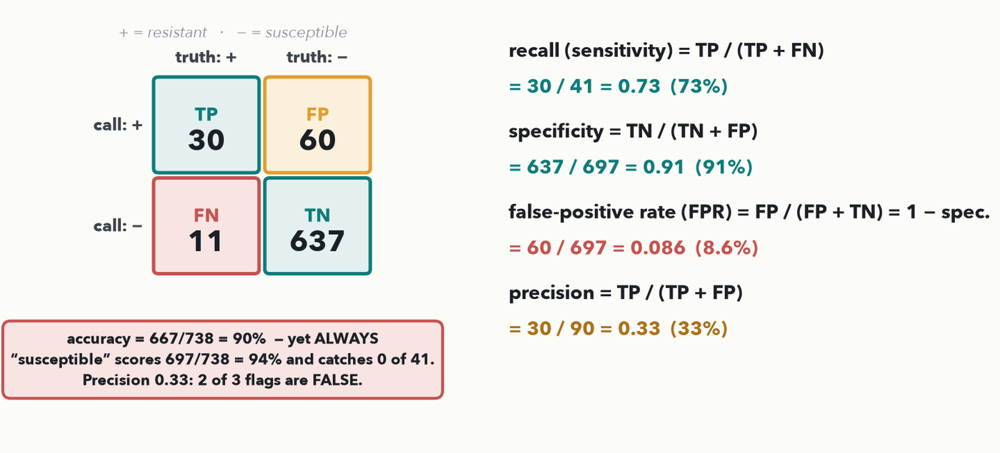 + = resistant · − = susceptible
truth: + truth: −
call: +
TP
30
FP
60
call: −
FN
11
TN
637
accuracy = 667/738 = 90% – yet ALWAYS
“susceptible” scores 697/738 = 94% and catches 0 of 41.
Precision 0.33: 2 of 3 flags are FALSE.
recall (sensitivity) = TP / (TP + FN)
= 30 / 41 = 0.73 (73%)
specificity = TN / (TN + FP)
= 637 / 697 = 0.91 (91%)
false-positive rate (FPR) = FP / (FP + TN) = 1 − spec.
= 60 / 697 = 0.086 (8.6%)
precision = TP / (TP + FP)
= 30 / 90 = 0.33 (33%)